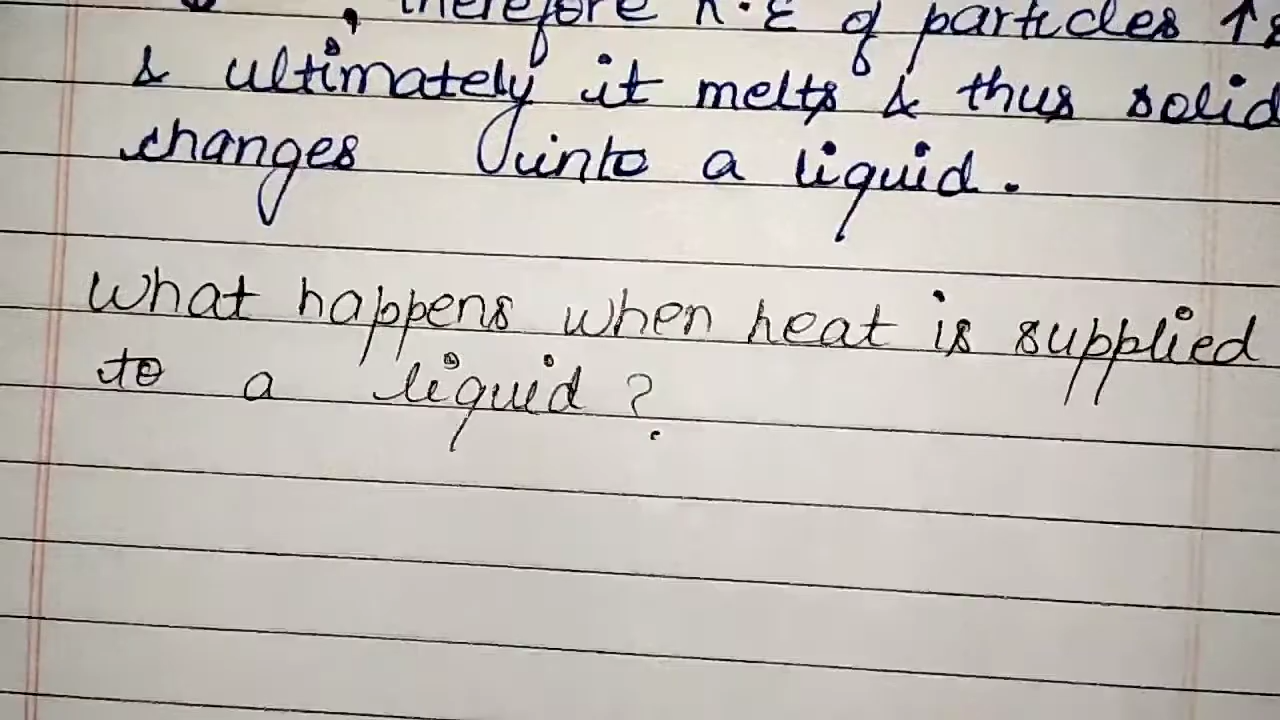 , therefore K.E of particles ↑s
& ultimately it melts & thus solid
changes into a liquid.
What happens when heat is supplied
to a liquid?